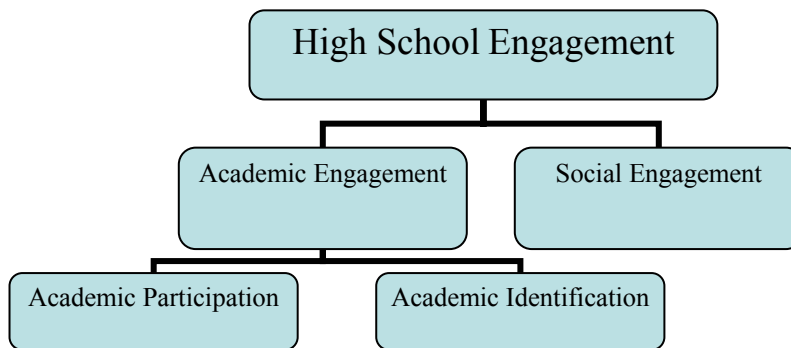 High School Engagement
Academic Engagement
Social Engagement
Academic Participation
Academic Identification